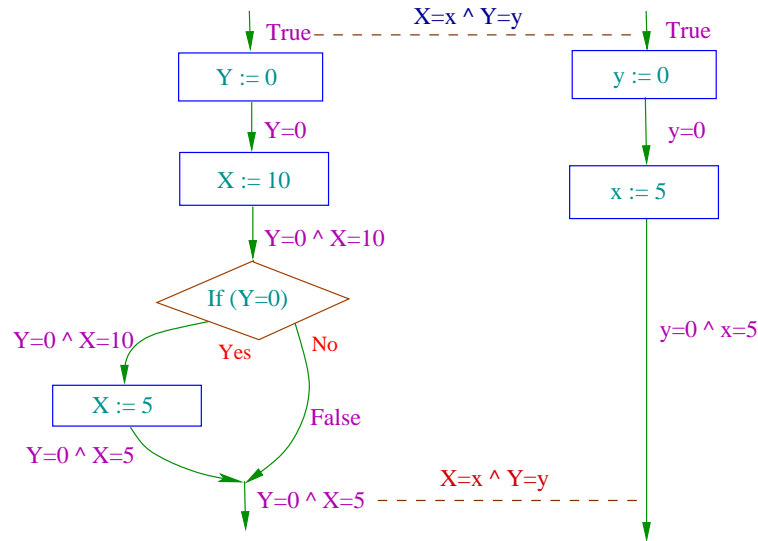 X=x ^ Y=y
True
True
Y := 0
y := 0
Y=0
y=0
X := 10
x := 5
Y=0 ^ X=10
If (Y=0)
Y=0 ^ X=10
Yes
No
y=0 ^ x=5
X := 5
False
Y=0 ^ X=5
X=x ^ Y=y
Y=0 ^ X=5